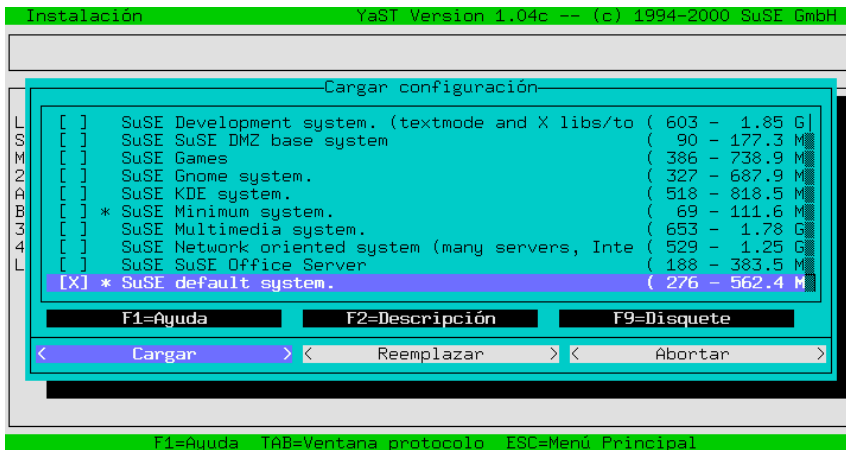 Instalación YaST Version 1.04c -- (c) 1994-2000 SuSE GmbH
Cargar configuración
L [ ] SuSE Development system. (textmode and X libs/to ( 603 - 1.85 G
S [ ] SuSE SuSE DMZ base system ( 90 - 177.3 M
M [ ] SuSE Games ( 386 - 738.9 M
2 [ ] SuSE Gnome system. ( 327 - 687.9 M
A [ ] SuSE KDE system. ( 518 - 818.5 M
B [ ] * SuSE Minimum system. ( 69 - 111.6 M
3 [ ] SuSE Multimedia system. ( 653 - 1.78 G
4 [ ] SuSE Network oriented system (many servers, Inte ( 529 - 1.25 G
L [ ] SuSE SuSE Office Server ( 188 - 383.5 M
[X] * SuSE default system. ( 276 - 562.4 M
F1=Ayuda F2=Descripción F9=Disquete
< Cargar > < Reemplazar > < Abortar >
F1=Ayuda TAB=Ventana protocolo ESC=Menú Principal